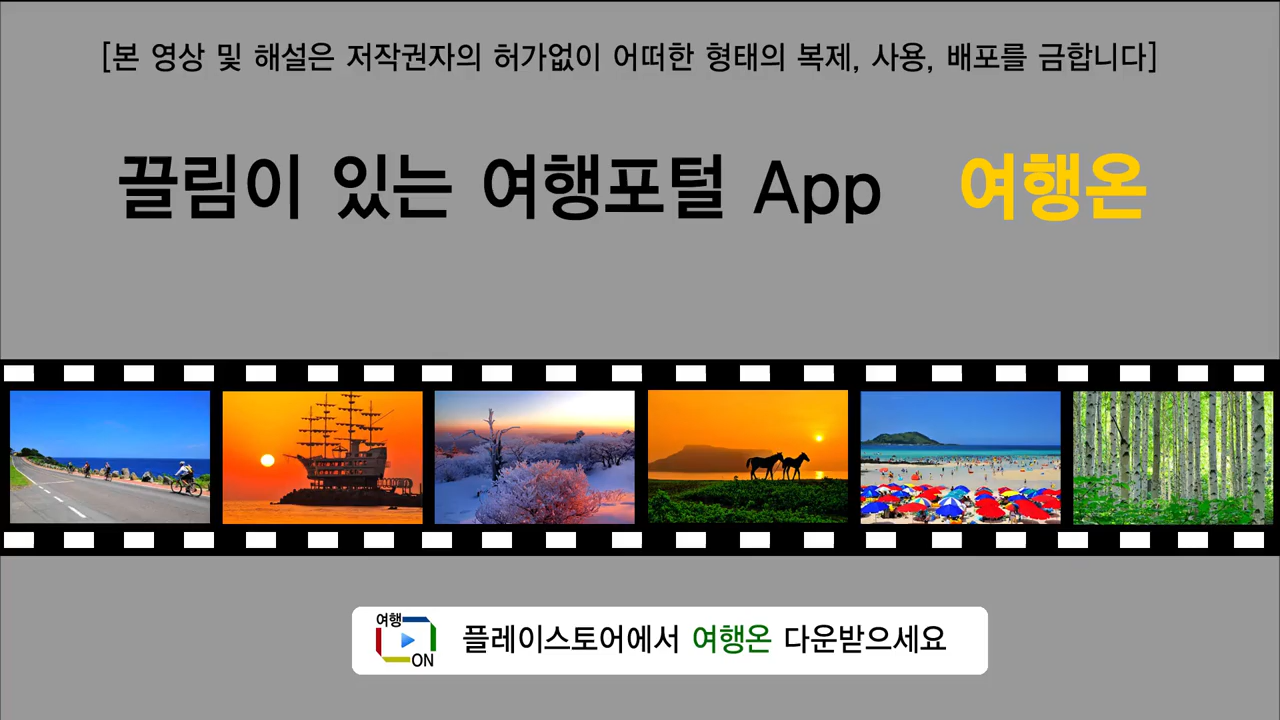 [본 영상 및 해설은 저작권자의 허가없이 어떠한 형태의 복제, 사용, 배포를 금합니다]
끌림이 있는 여행포털 App 여행온
여행
ON
플레이스토어에서 여행온 다운받으세요